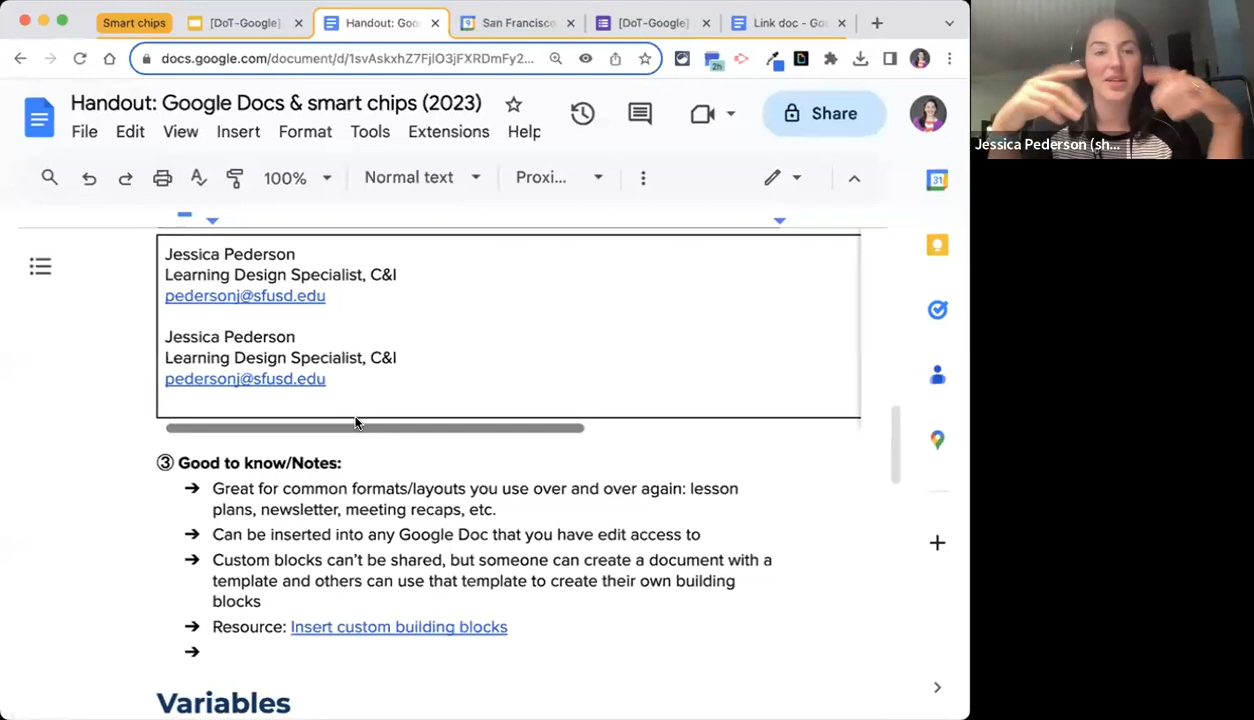 Smart chips
[DoT-Google]
Handout: Goo
San Francisco
[DoT-Google]
Link doc - Go
docs.google.com/document/d/1svAskxhZ7FjlO3jFXRDmFy2...
2h
Handout: Google Docs & smart chips (2023)
File Edit View Insert Format Tools Extensions Help
Share
100%
Normal text
Proxi...
31
Jessica Pederson (sh...
Jessica Pederson
Learning Design Specialist, C&I
pedersonj@sfusd.edu
Jessica Pederson
Learning Design Specialist, C&I
pedersonj@sfusd.edu
③ Good to know/Notes:
➔ Great for common formats/layouts you use over and over again: lesson
plans, newsletter, meeting recaps, etc.
➔ Can be inserted into any Google Doc that you have edit access to
➔ Custom blocks can’t be shared, but someone can create a document with a
template and others can use that template to create their own building
blocks
➔ Resource: Insert custom building blocks
➔
Variables